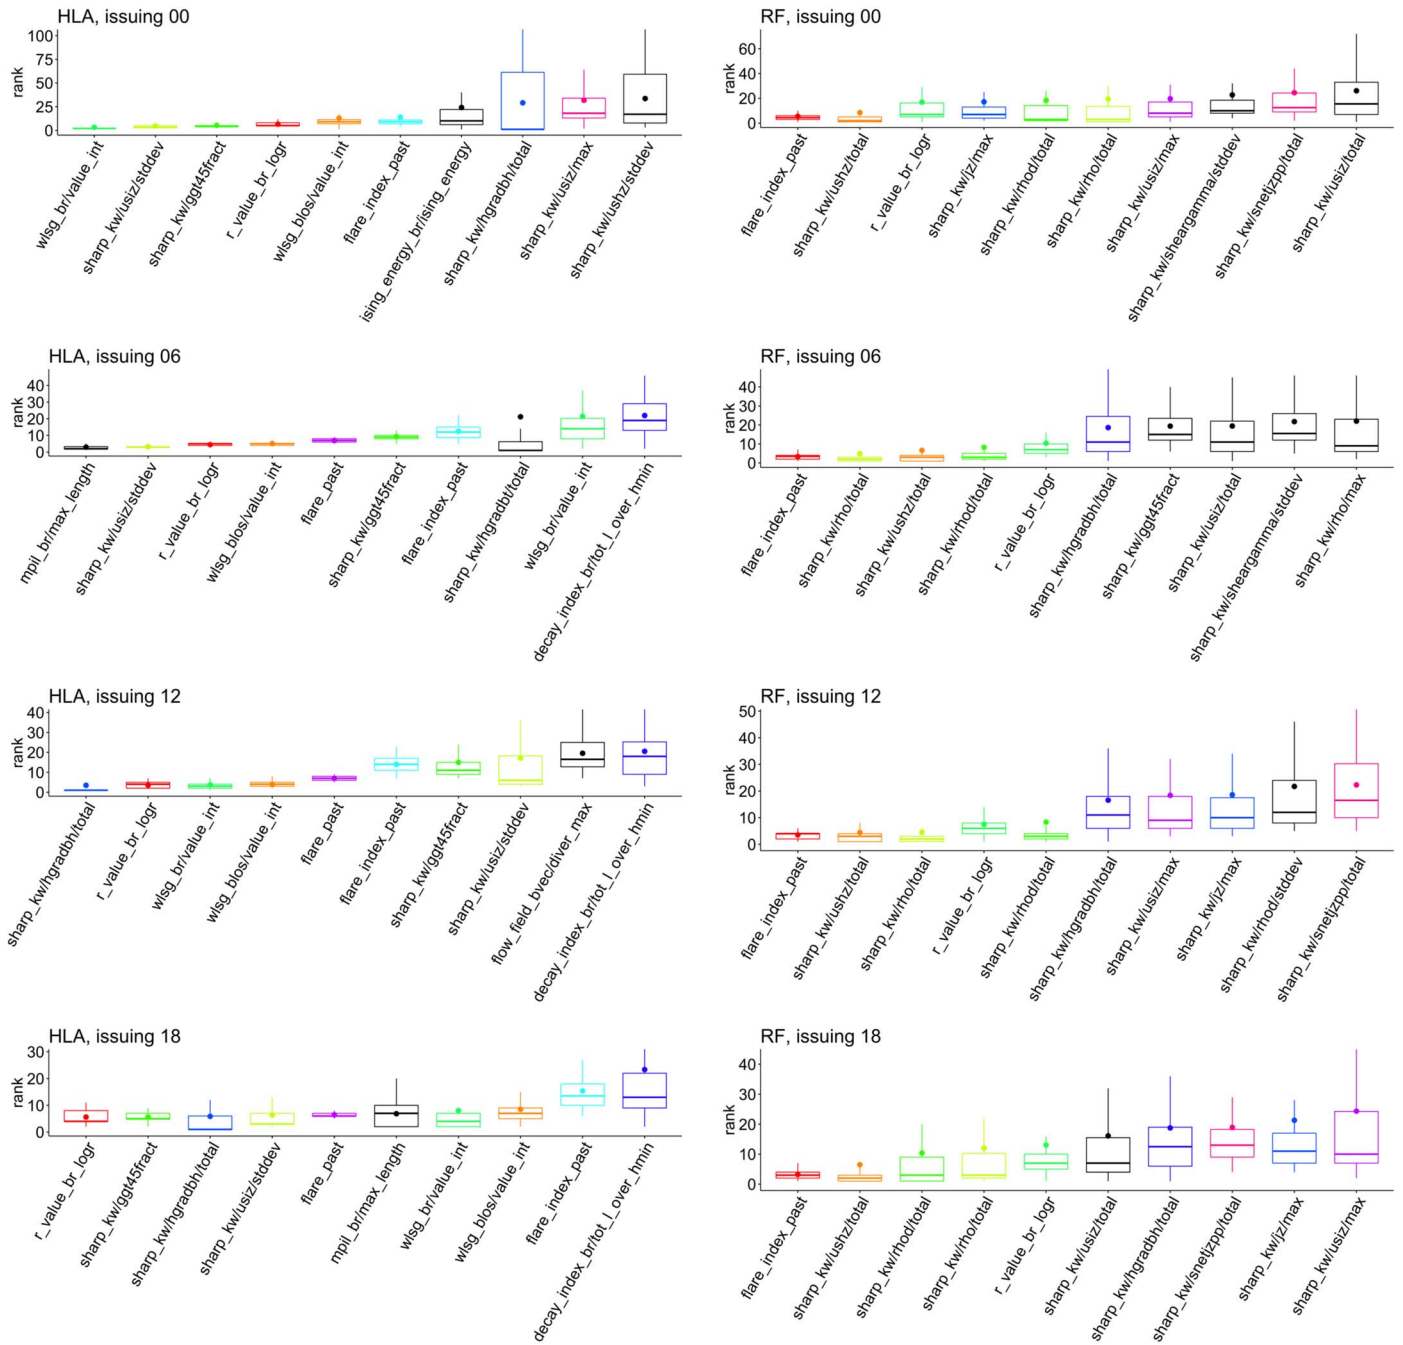 HLA, issuing 00
rank
100
75
50
25
0
wlsg_br/value_int
sharp_kw/usiz/stddev
sharp_kw/ggt45fract
r_value_br_logr
wlsg_blos/value_int
flare_index_past
ising_energy_br/ising_energy
sharp_kw/hgradbh/total
sharp_kw/usiz/max
sharp_kw/ushz/stddev
RF, issuing 00
rank
60
40
20
0
flare_index_past
sharp_kw/ushz/total
r_value_br_logr
sharp_kw/jz/max
sharp_kw/rhod/total
sharp_kw/rho/total
sharp_kw/usiz/max
sharp_kw/sheargamma/stddev
sharp_kw/snetjzpp/total
sharp_kw/usiz/total
HLA, issuing 06
rank
40
30
20
10
0
mpil_br/max_length
sharp_kw/usiz/stddev
r_value_br_logr
wlsg_blos/value_int
flare_past
sharp_kw/ggt45fract
flare_index_past
sharp_kw/hgradbt/total
wlsg_br/value_int
decay_index_br/tot_l_over_hmin
RF, issuing 06
rank
40
30
20
10
0
flare_index_past
sharp_kw/rho/total
sharp_kw/ushz/total
sharp_kw/rhod/total
r_value_br_logr
sharp_kw/hgradbh/total
sharp_kw/ggt45fract
sharp_kw/usiz/total
sharp_kw/sheargamma/stddev
sharp_kw/rho/max
HLA, issuing 12
rank
40
30
20
10
0
sharp_kw/hgradbh/total
r_value_br_logr
wlsg_br/value_int
wlsg_blos/value_int
flare_past
flare_index_past
sharp_kw/ggt45fract
sharp_kw/usiz/stddev
flow_field_bvec/diver_max
decay_index_br/tot_l_over_hmin
RF, issuing 12
rank
50
40
30
20
10
0
flare_index_past
sharp_kw/ushz/total
sharp_kw/rho/total
r_value_br_logr
sharp_kw/rhod/total
sharp_kw/hgradbh/total
sharp_kw/usiz/max
sharp_kw/jz/max
sharp_kw/rhod/stddev
sharp_kw/snetjzpp/total
HLA, issuing 18
rank
30
20
10
0
r_value_br_logr
sharp_kw/ggt45fract
sharp_kw/hgradbh/total
sharp_kw/usiz/stddev
flare_past
mpil_br/max_length
wlsg_br/value_int
wlsg_blos/value_int
flare_index_past
decay_index_br/tot_l_over_hmin
RF, issuing 18
rank
40
30
20
10
0
flare_index_past
sharp_kw/ushz/total
sharp_kw/rhod/total
sharp_kw/rho/total
r_value_br_logr
sharp_kw/usiz/total
sharp_kw/hgradbh/total
sharp_kw/snetjzpp/total
sharp_kw/jz/max
sharp_kw/usiz/max